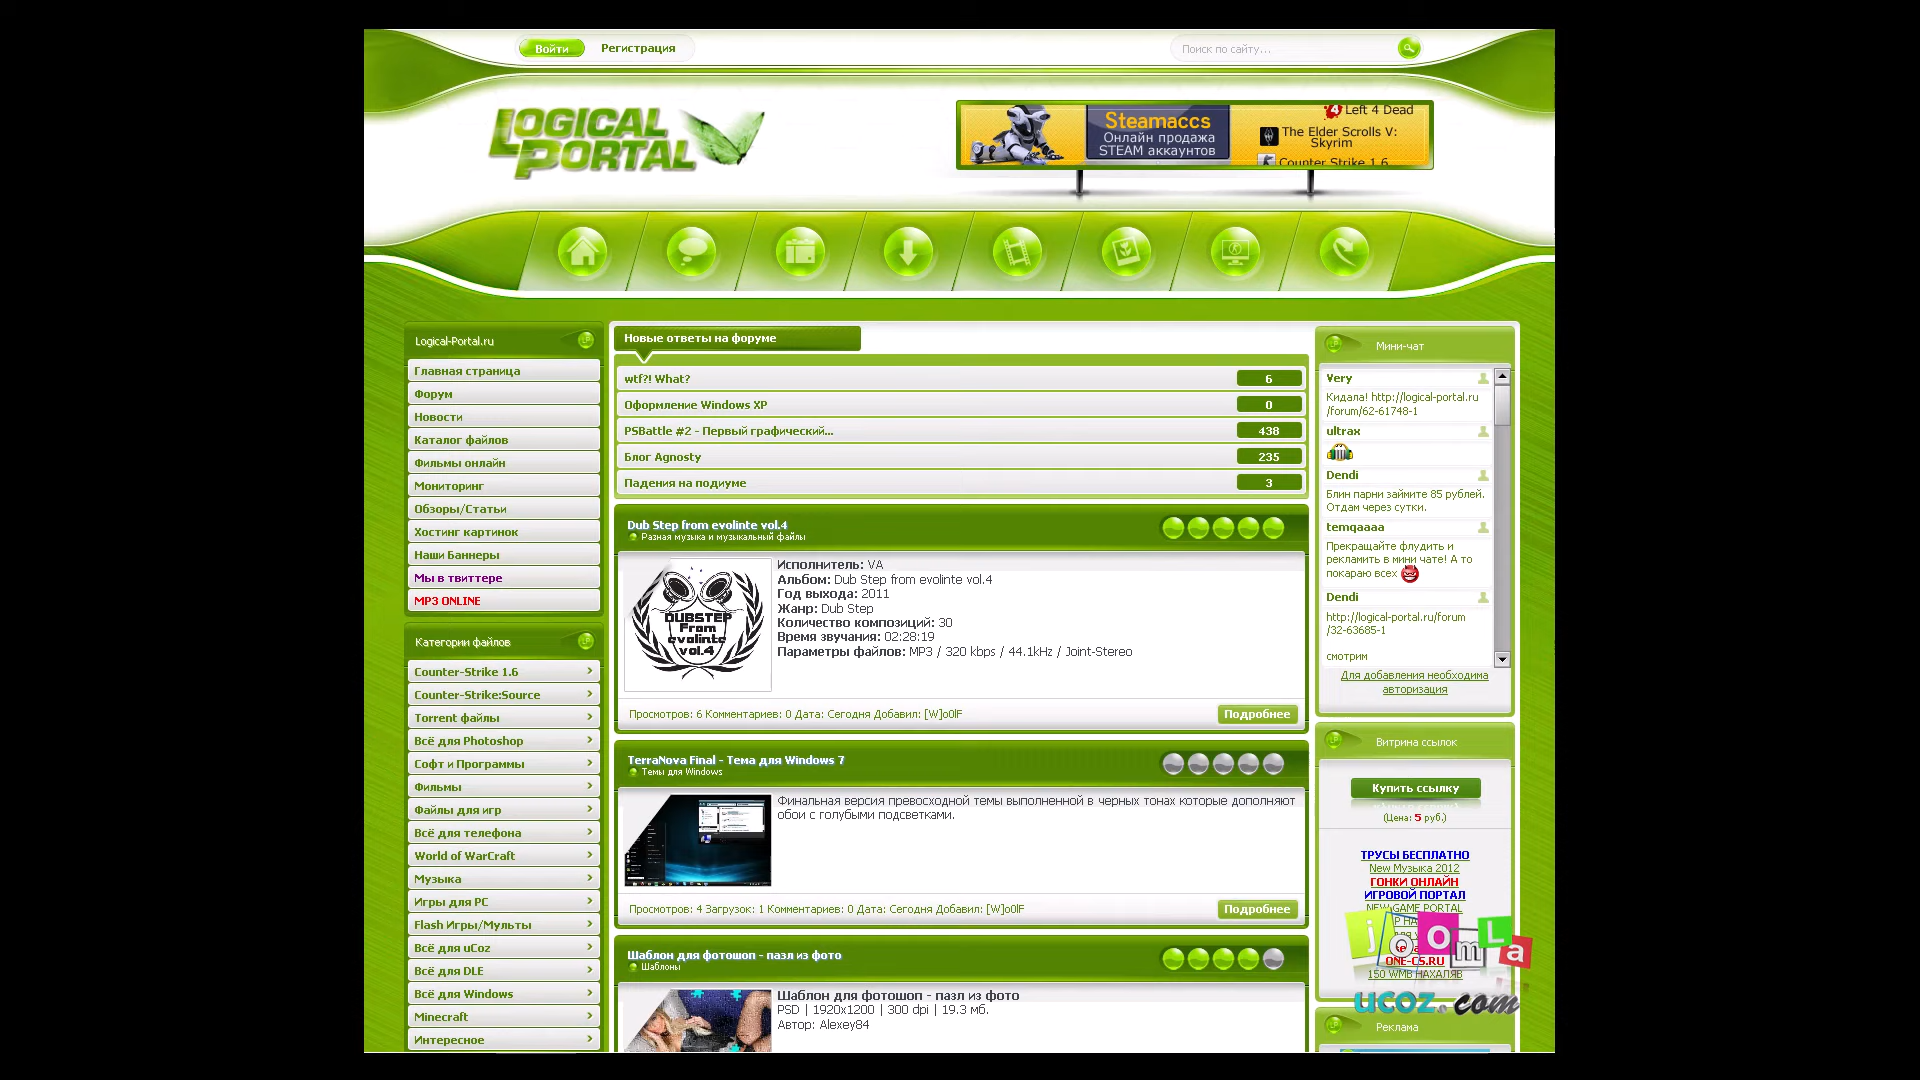 Войти
Регистрация
Поиск по сайту...
LOGICAL
PORTAL
Steamaccs
Онлайн продажа
STEAM аккаунтов
Left 4 Dead
The Elder Scrolls V:
Skyrim
Counter Strike 1.6
Logical-Portal.ru
Главная страница
Форум
Новости
Каталог файлов
Фильмы онлайн
Мониторинг
Обзоры/Статьи
Хостинг картинок
Наши Баннеры
Мы в твиттере
MP3 ONLINE
Категории файлов
Counter-Strike 1.6
Counter-Strike:Source
Torrent файлы
Всё для Photoshop
Софт и Программы
Фильмы
Файлы для игр
Всё для телефона
World of WarCraft
Музыка
Игры для PC
Flash Игры/Мульты
Всё для uCoz
Всё для DLE
Всё для Windows
Minecraft
Интересное
Новые ответы на форуме
wtf?! What? 6
Оформление Windows XP 0
PSBattle #2 - Первый графический... 438
Блог Agnosty 235
Падения на подиуме 3
Dub Step from evolinte vol.4
Разная музыка и музыкальный файлы
DUBSTEP
From
evolinte
vol.4
Исполнитель: VA
Альбом: Dub Step from evolinte vol.4
Год выхода: 2011
Жанр: Dub Step
Количество композиций: 30
Время звучания: 02:28:19
Параметры файлов: MP3 / 320 kbps / 44.1kHz / Joint-Stereo
Просмотров: 6 Комментариев: 0 Дата: Сегодня Добавил: [W]o0lF
Подробнее
TerraNova Final - Тема для Windows 7
Темы для Windows
Финальная версия превосходной темы выполненной в черных тонах которые дополняют
обои с голубыми подсветками.
Просмотров: 4 Загрузок: 1 Комментариев: 0 Дата: Сегодня Добавил: [W]o0lF
Подробнее
Шаблон для фотошоп - пазл из фото
Шаблоны
Шаблон для фотошоп - пазл из фото
PSD | 1920x1200 | 300 dpi | 19.3 мб.
Автор: Alexey84
Мини-чат
Very
Кидала! http://logical-portal.ru
/forum/62-61748-1
ultrax
Dendi
Блин парни займите 85 рублей.
Отдам через сутки.
temqaaaa
Прекращайте флудить и
рекламить в мини чате! А то
покараю всех
Dendi
http://logical-portal.ru/forum
/32-63685-1
смотрим
Для добавления необходима
авторизация
Витрина ссылок
Купить ссылку
(Цена: 5 руб.)
ТРУСЫ БЕСПЛАТНО
New Музыка 2012
ГОНКИ ОНЛАЙН
ИГРОВОЙ ПОРТАЛ
NEW GAME PORTAL
ONE-CS.RU
150 WMB НАХАЛЯВ
joomLa
ucoz.com
Реклама